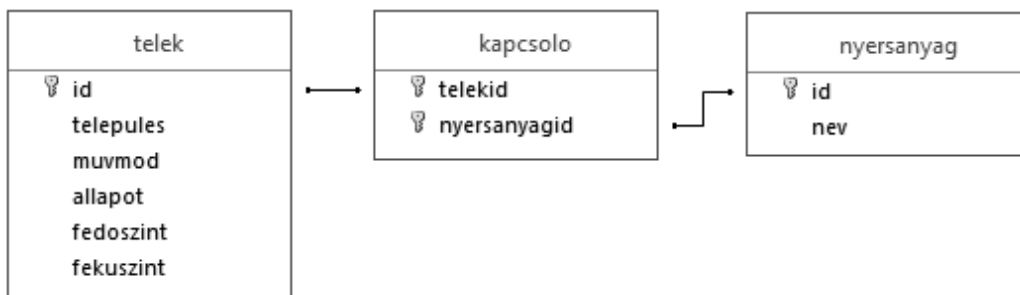 telek
id
telepules
muvmod
allapot
fedoszint
fekuszint
kapcsolo
telekid
nyersanyagid
nyersanyag
id
nev